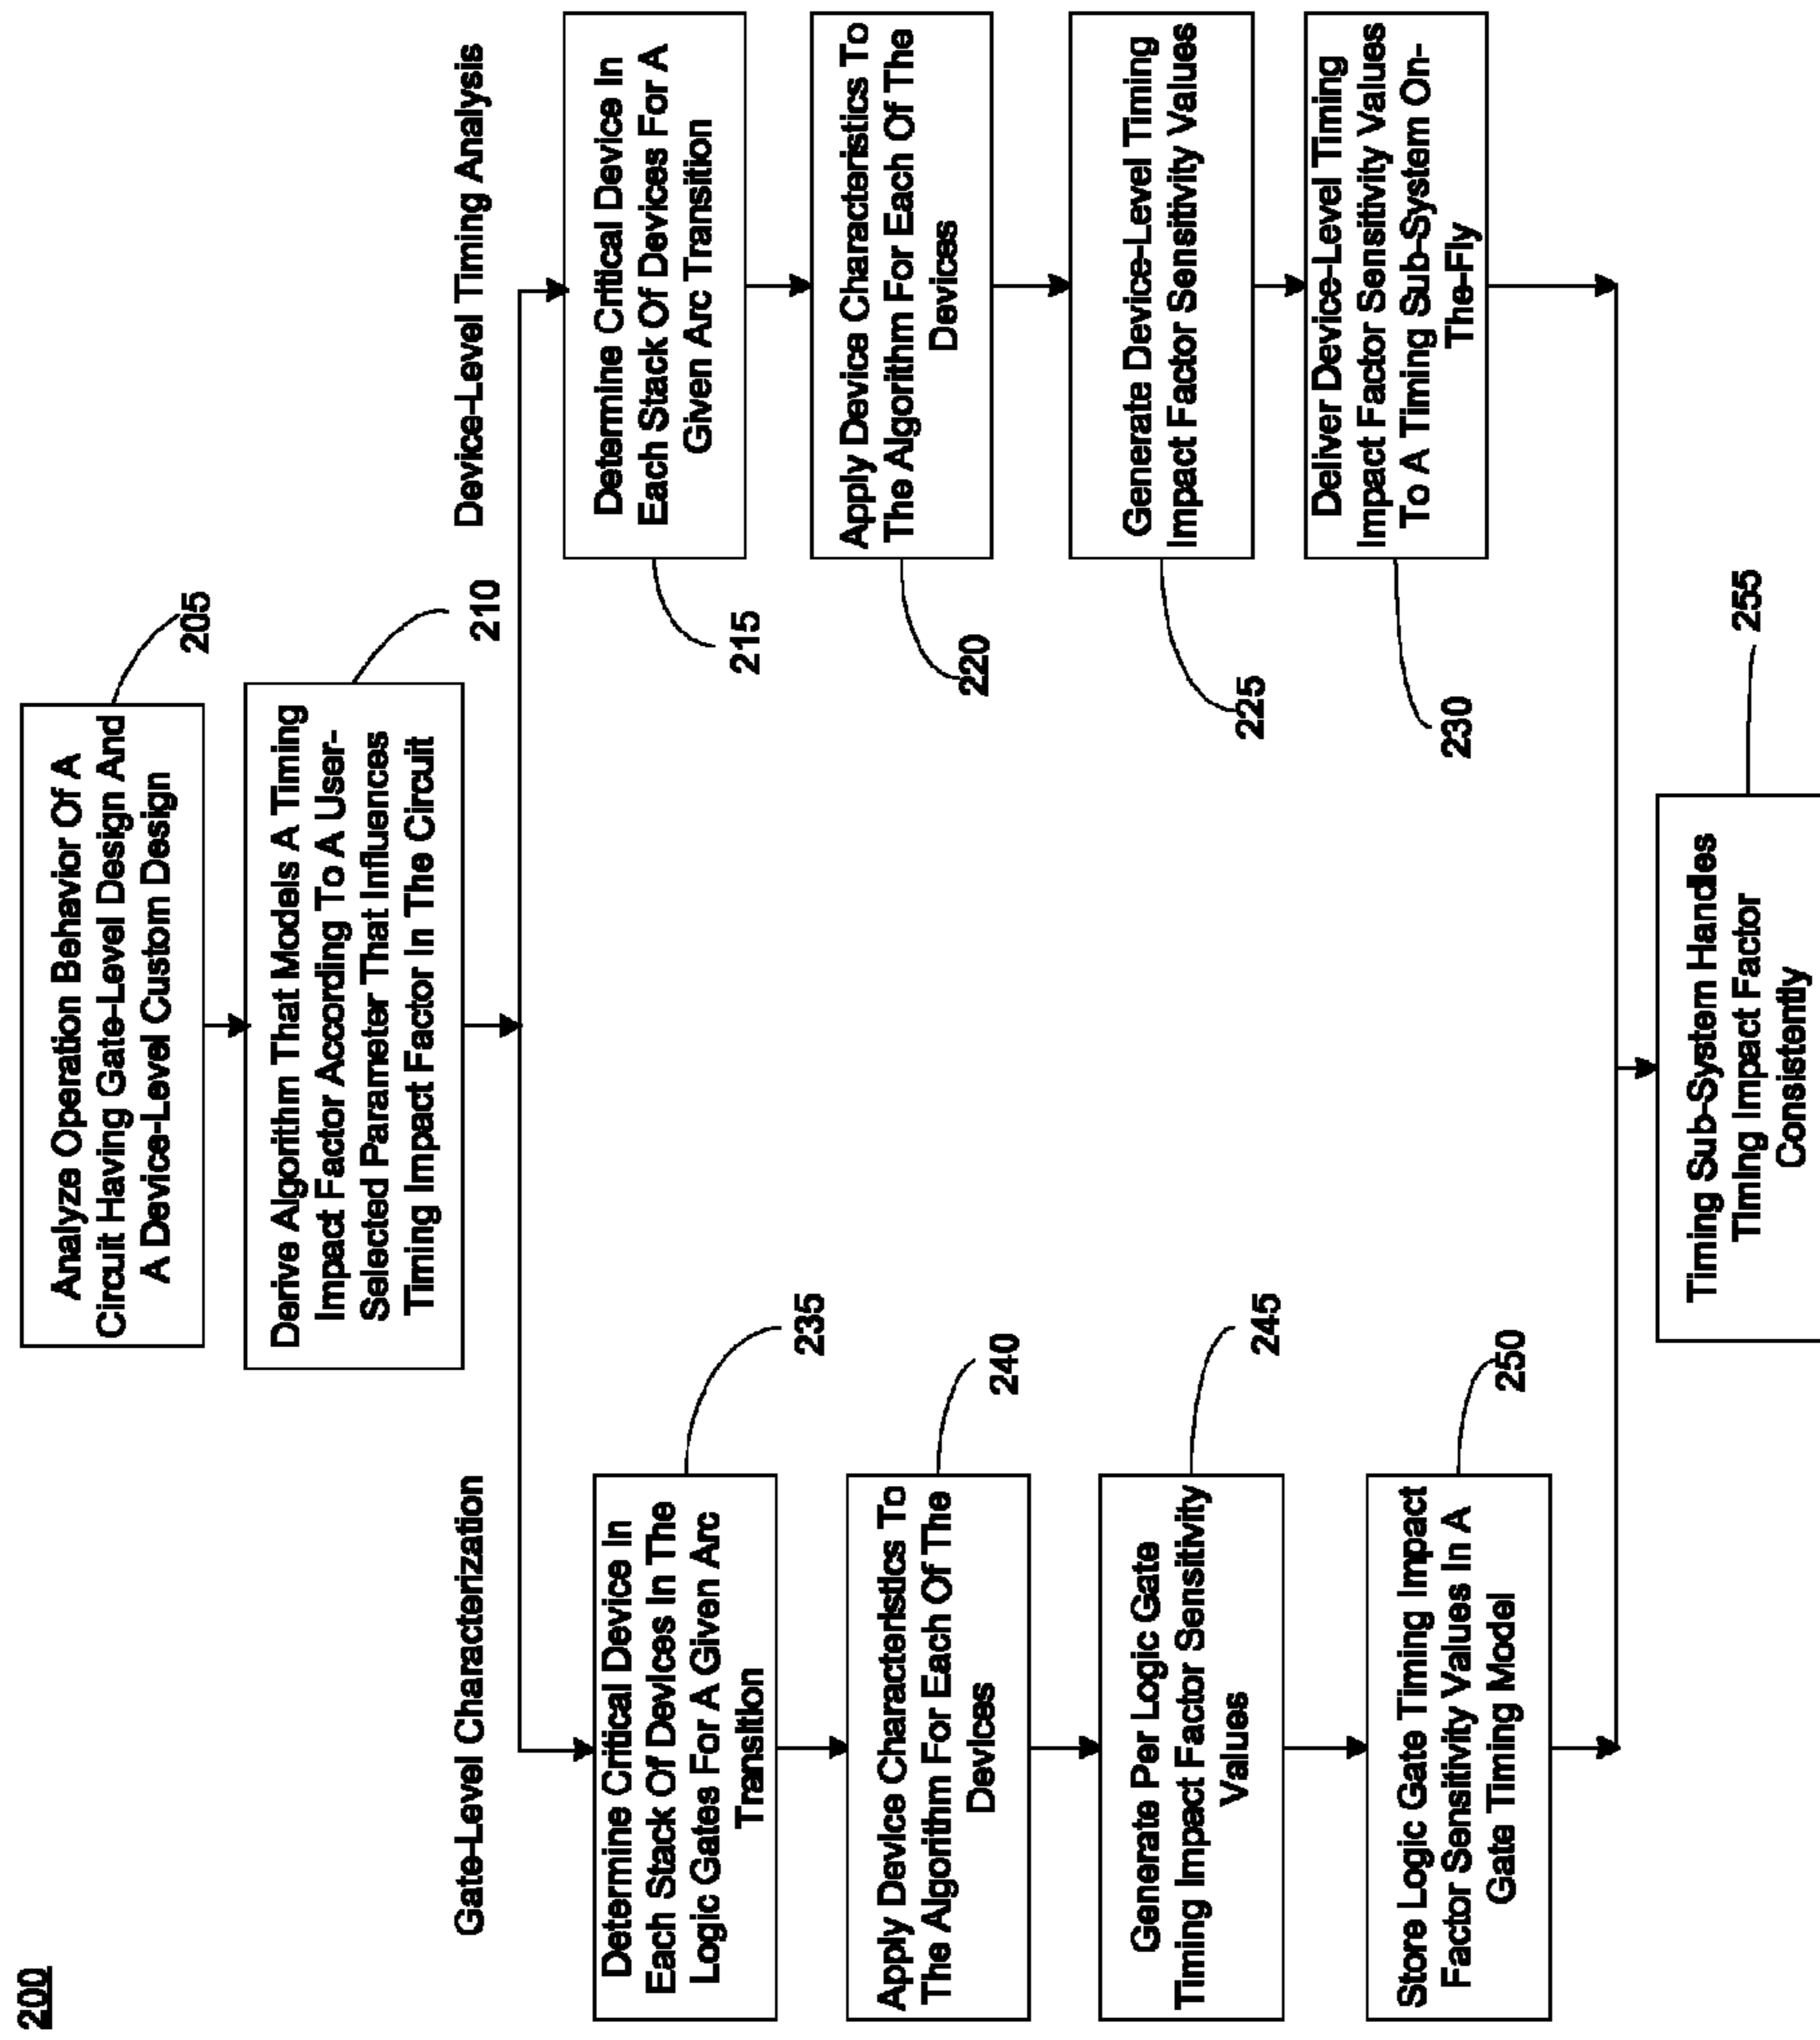 200
Analyze Operation Behavior Of A
Circuit Having Gate-Level Design And
A Device-Level Custom Design
205
Derive Algorithm That Models A Timing
Impact Factor According To A User-
Selected Parameter That Influences
Timing Impact Factor In The Circuit
210
Gate-Level Characterization
Determine Critical Device In
Each Stack Of Devices In The
Logic Gates For A Given Arc
Transition
235
Apply Device Characteristics To
The Algorithm For Each Of The
Devices
240
Generate Per Logic Gate
Timing Impact Factor Sensitivity
Values
245
Store Logic Gate Timing Impact
Factor Sensitivity Values In A
Gate Timing Model
250
Device-Level Timing Analysis
Determine Critical Device In
Each Stack Of Devices For A
Given Arc Transition
215
Apply Device Characteristics To
The Algorithm For Each Of The
Devices
220
Generate Device-Level Timing
Impact Factor Sensitivity Values
225
Deliver Device-Level Timing
Impact Factor Sensitivity Values
To A Timing Sub-System On-
The-Fly
230
Timing Sub-System Handles
Timing Impact Factor
Consistently
255